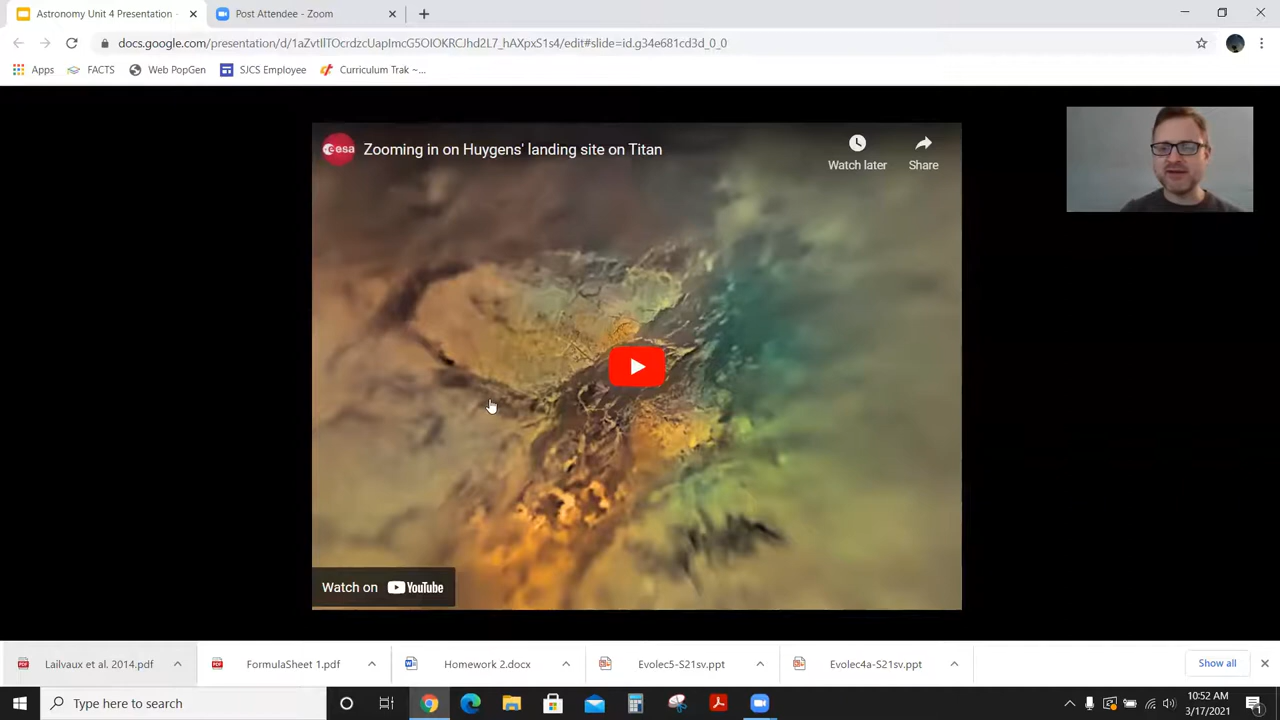 Astronomy Unit 4 Presentation -
Post Attendee - Zoom
docs.google.com/presentation/d/1aZvtIlTOcrdzcUapImcG5OIOKRCJhd2L7_hAXpxS1s4/edit#slide=id.g34e681cd3d_0_0
Apps FACTS Web PopGen SJCS Employee Curriculum Trak ~...
esa
Zooming in on Huygens' landing site on Titan
Watch later
Share
Watch on YouTube
Lailvaux et al. 2014.pdf
FormulaSheet 1.pdf
Homework 2.docx
Evolec5-S21sv.ppt
Evolec4a-S21sv.ppt
Show all
Type here to search
10:52 AM
3/17/2021
1